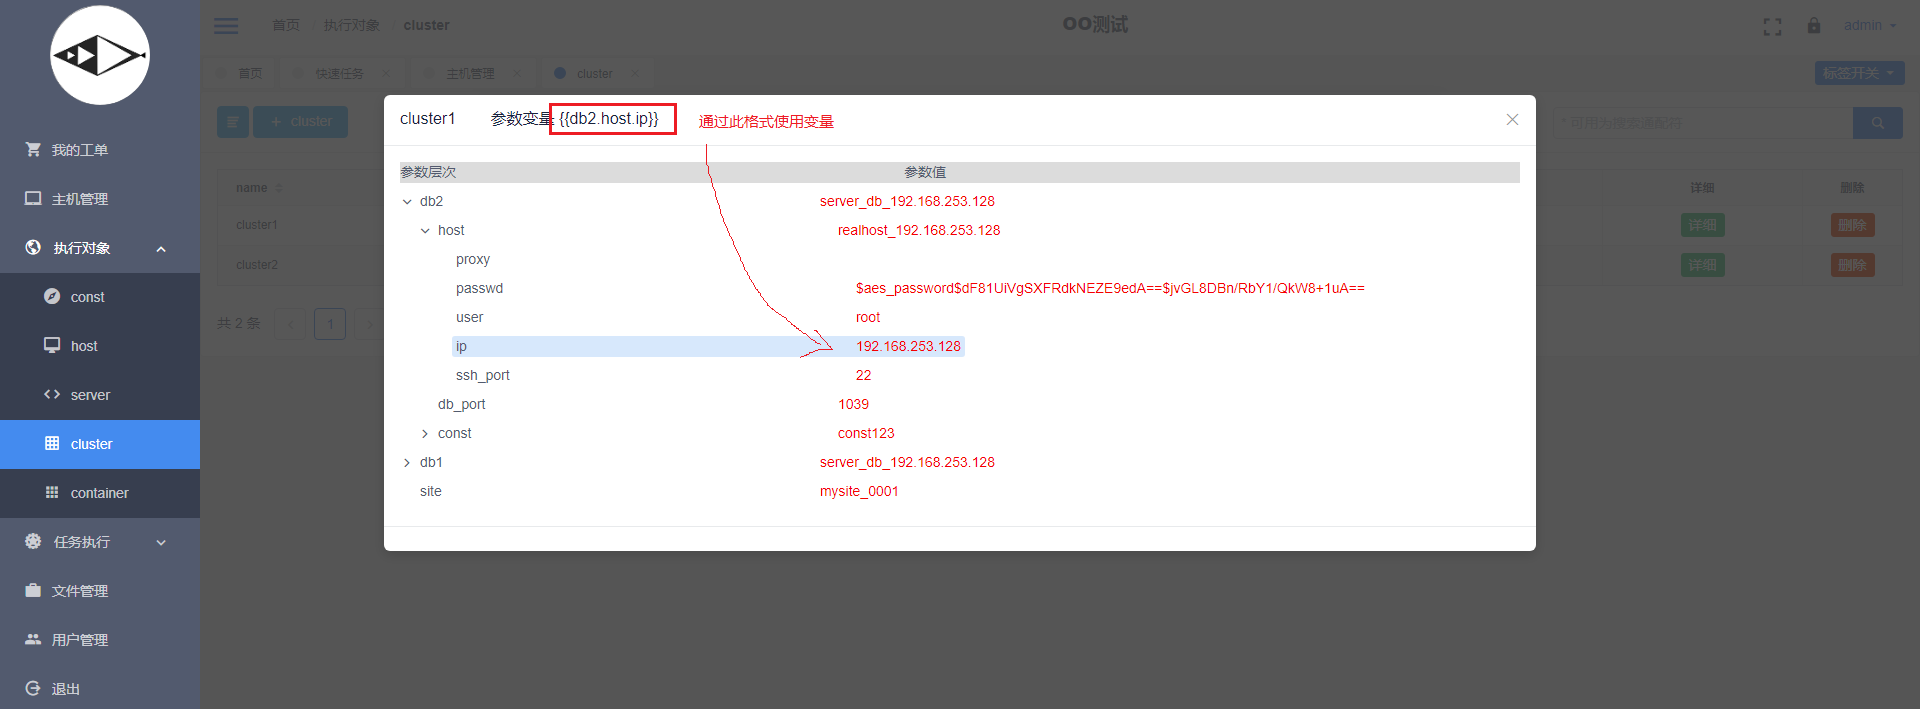 首页 执行对象 cluster
OO测试
admin
首页 快速任务 cluster 主机管理 cluster
标签开关
+ cluster
* 可用为搜索通配符
cluster1 参数变量 {{db2.host.ip}} 通过此格式使用变量
我的工单
主机管理
执行对象
const
host
server
cluster
container
任务执行
文件管理
用户管理
退出
name 详细 删除
cluster1 详细 删除
cluster2 详细 删除
共 2 条 1
参数层次 参数值
db2 server_db_192.168.253.128
host realhost_192.168.253.128
proxy
passwd $aes_password$dF81UiVgSXFRdkNEZE9edA==$jvGL8DBn/RbY1/QkW8+1uA==
user root
ip 192.168.253.128
ssh_port 22
db_port 1039
const const123
db1 server_db_192.168.253.128
site mysite_0001